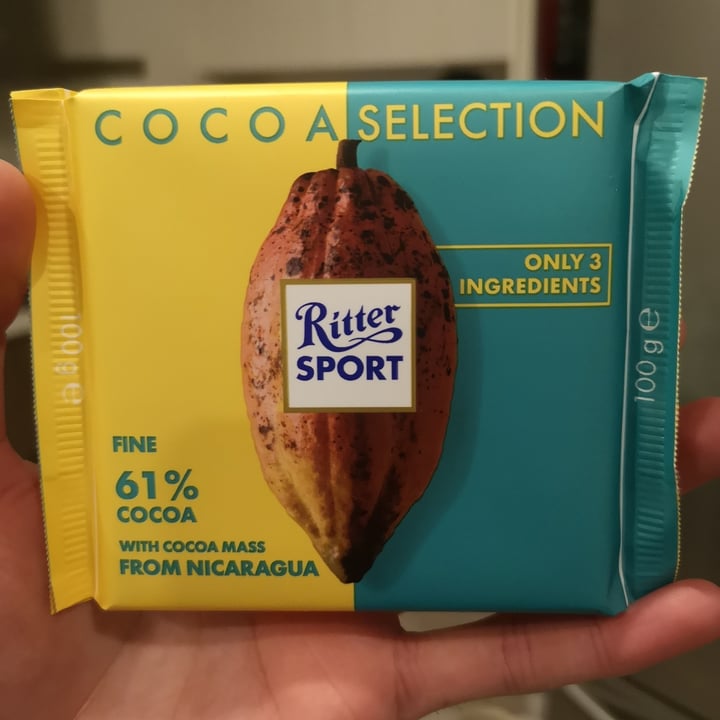 COCOA SELECTION
ONLY 3
INGREDIENTS
Ritter
SPORT
100 g e
100 g e
FINE
61%
COCOA
WITH COCOA MASS
FROM NICARAGUA